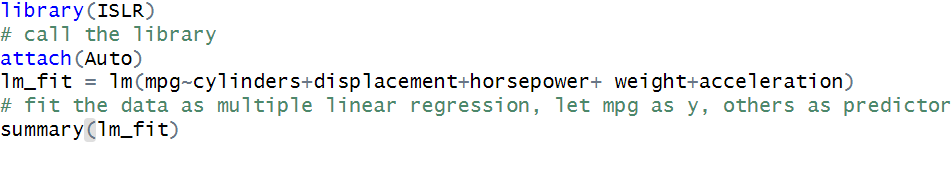 library(ISLR)
# call the library
attach(Auto)
lm_fit = lm(mpg~cylinders+displacement+horsepower+ weight+acceleration)
# fit the data as multiple linear regression, let mpg as y, others as predictor
summary(lm_fit)